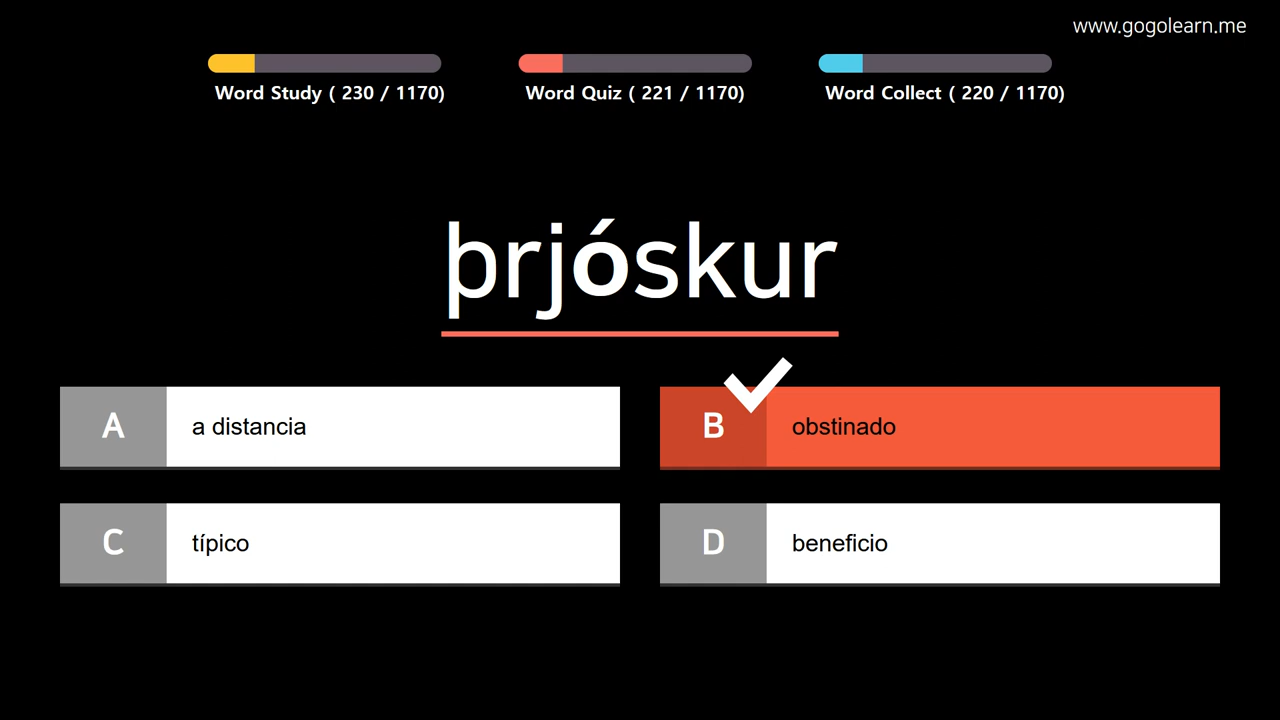 www.gogolearn.me
Word Study ( 230 / 1170)
Word Quiz ( 221 / 1170)
Word Collect ( 220 / 1170)
þrjóskur
A a distancia
B obstinado
C típico
D beneficio